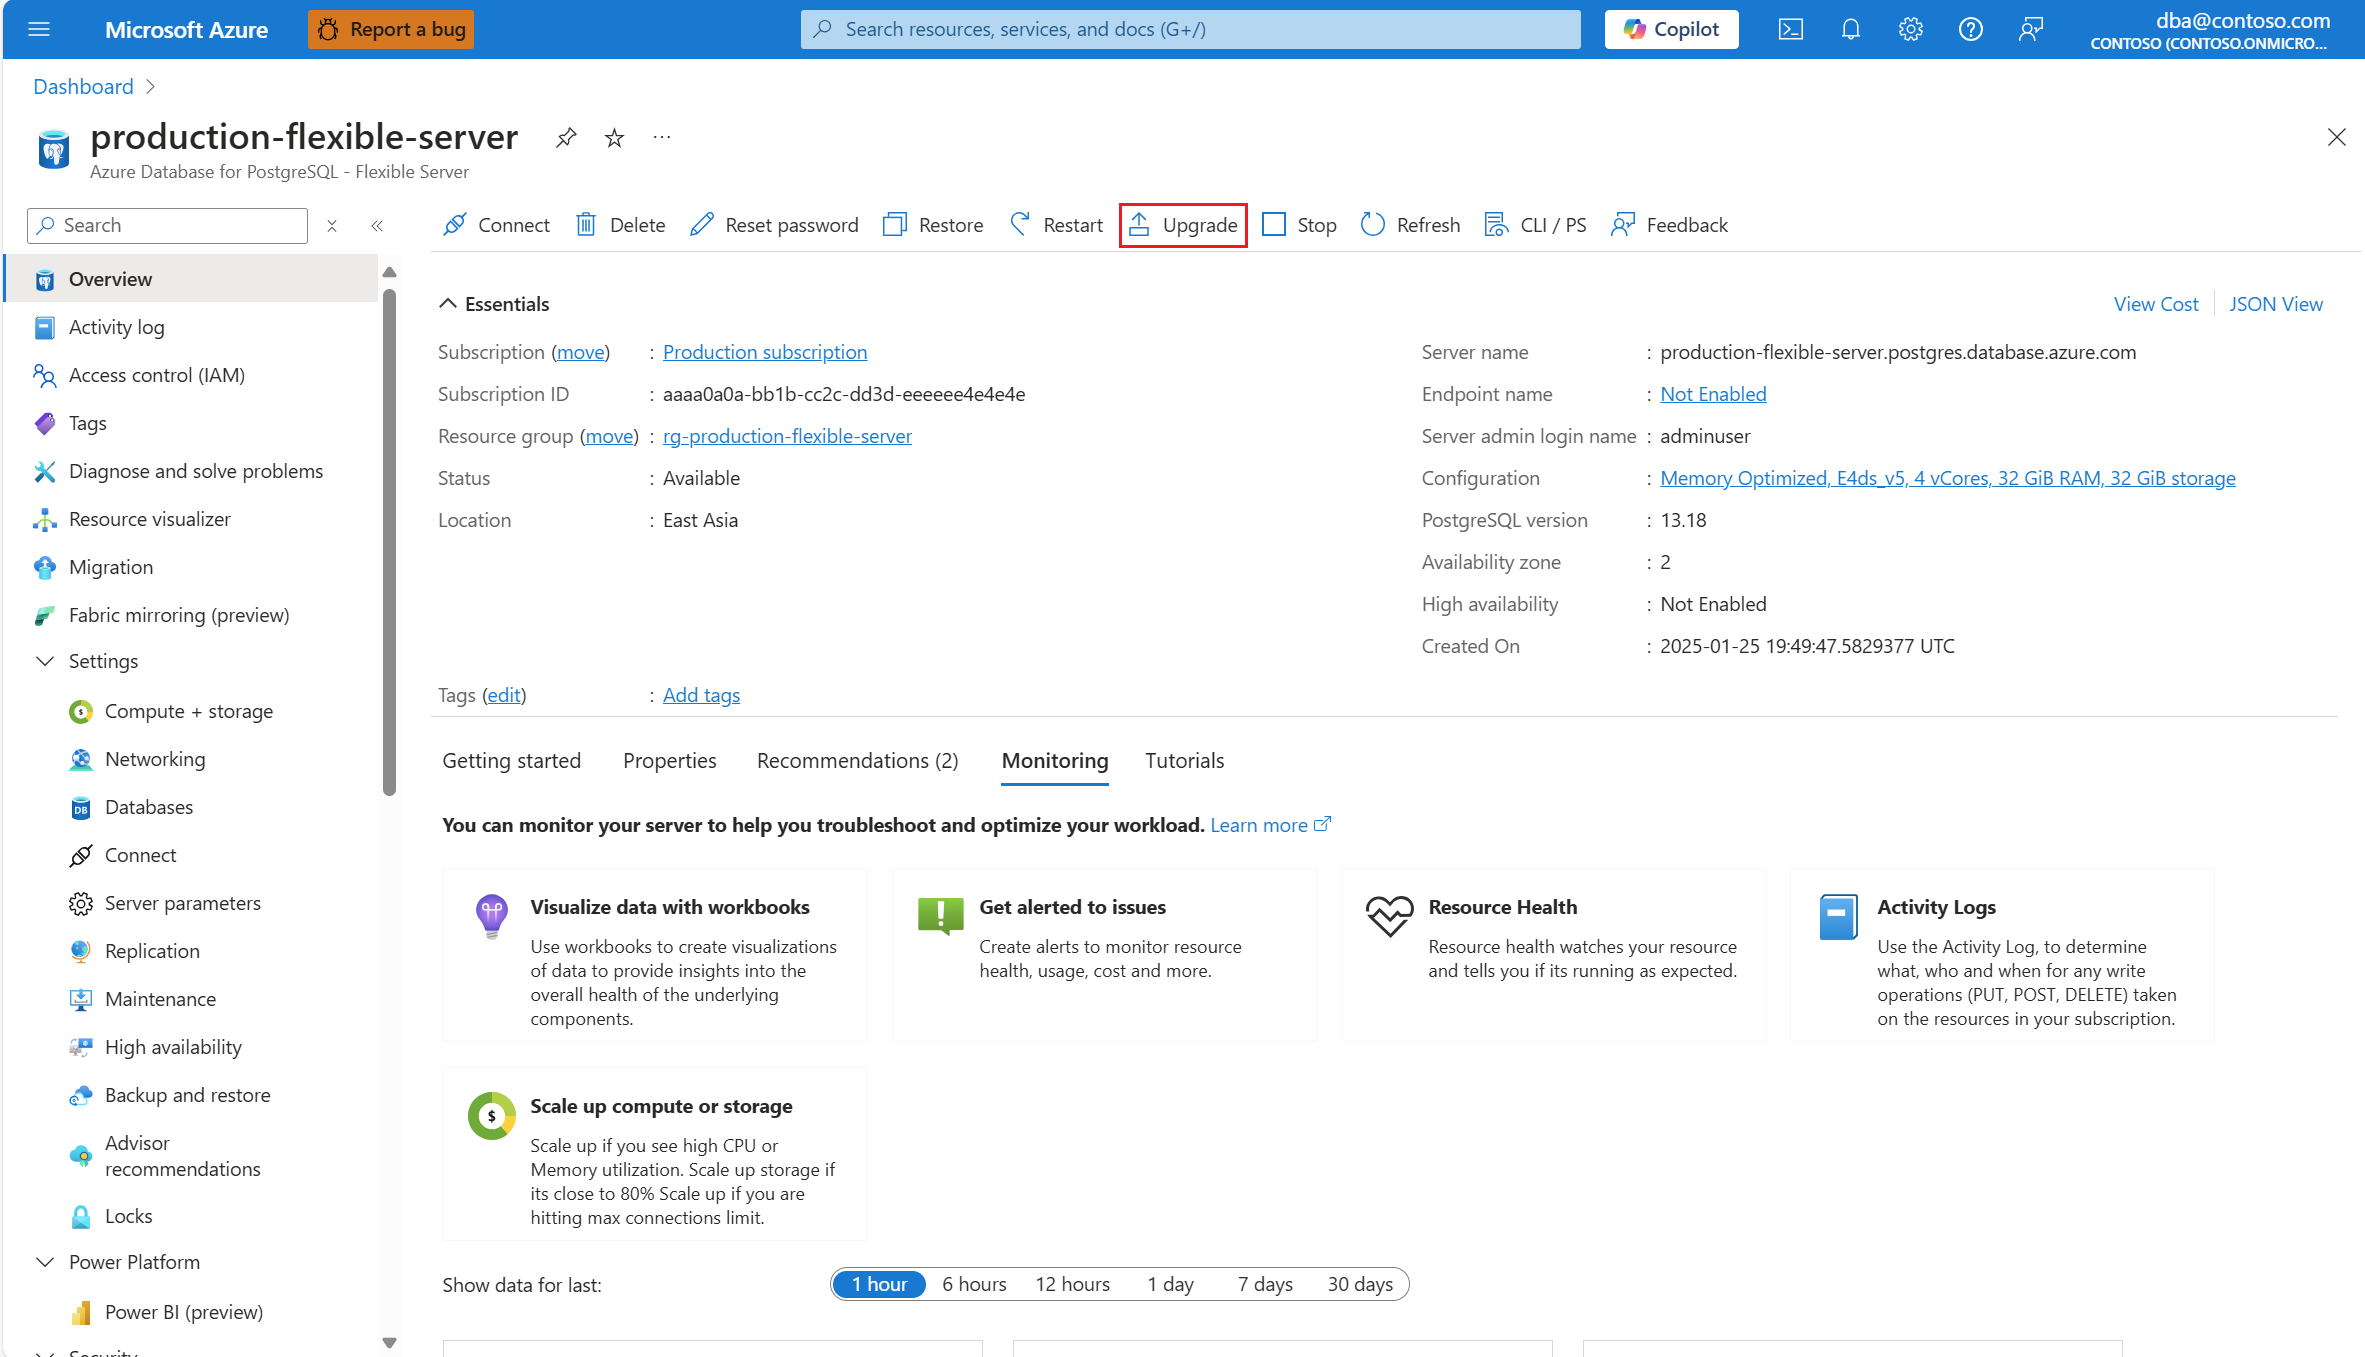 Microsoft Azure
Report a bug
Search resources, services, and docs (G+/)
Copilot
dba@contoso.com
CONTOSO (CONTOSO.ONMICRO...
Dashboard
production-flexible-server
Azure Database for PostgreSQL - Flexible Server
Search
Connect
Delete
Reset password
Restore
Restart
Upgrade
Stop
Refresh
CLI / PS
Feedback
Overview
Activity log
Access control (IAM)
Tags
Diagnose and solve problems
Resource visualizer
Migration
Fabric mirroring (preview)
Settings
Compute + storage
Networking
Databases
Connect
Server parameters
Replication
Maintenance
High availability
Backup and restore
Advisor
recommendations
Locks
Power Platform
Power BI (preview)
Security
Essentials
View Cost
JSON View
Subscription (move) : Production subscription
Subscription ID : aaaa0a0a-bb1b-cc2c-dd3d-eeeeee4e4e4e
Resource group (move) : rg-production-flexible-server
Status : Available
Location : East Asia
Server name : production-flexible-server.postgres.database.azure.com
Endpoint name : Not Enabled
Server admin login name : adminuser
Configuration : Memory Optimized, E4ds_v5, 4 vCores, 32 GiB RAM, 32 GiB storage
PostgreSQL version : 13.18
Availability zone : 2
High availability : Not Enabled
Created On : 2025-01-25 19:49:47.5829377 UTC
Tags (edit) : Add tags
Getting started
Properties
Recommendations (2)
Monitoring
Tutorials
You can monitor your server to help you troubleshoot and optimize your workload. Learn more
Visualize data with workbooks
Use workbooks to create visualizations
of data to provide insights into the
overall health of the underlying
components.
Get alerted to issues
Create alerts to monitor resource
health, usage, cost and more.
Resource Health
Resource health watches your resource
and tells you if its running as expected.
Activity Logs
Use the Activity Log, to determine
what, who and when for any write
operations (PUT, POST, DELETE) taken
on the resources in your subscription.
Scale up compute or storage
Scale up if you see high CPU or
Memory utilization. Scale up storage if
its close to 80% Scale up if you are
hitting max connections limit.
Show data for last:
1 hour
6 hours
12 hours
1 day
7 days
30 days